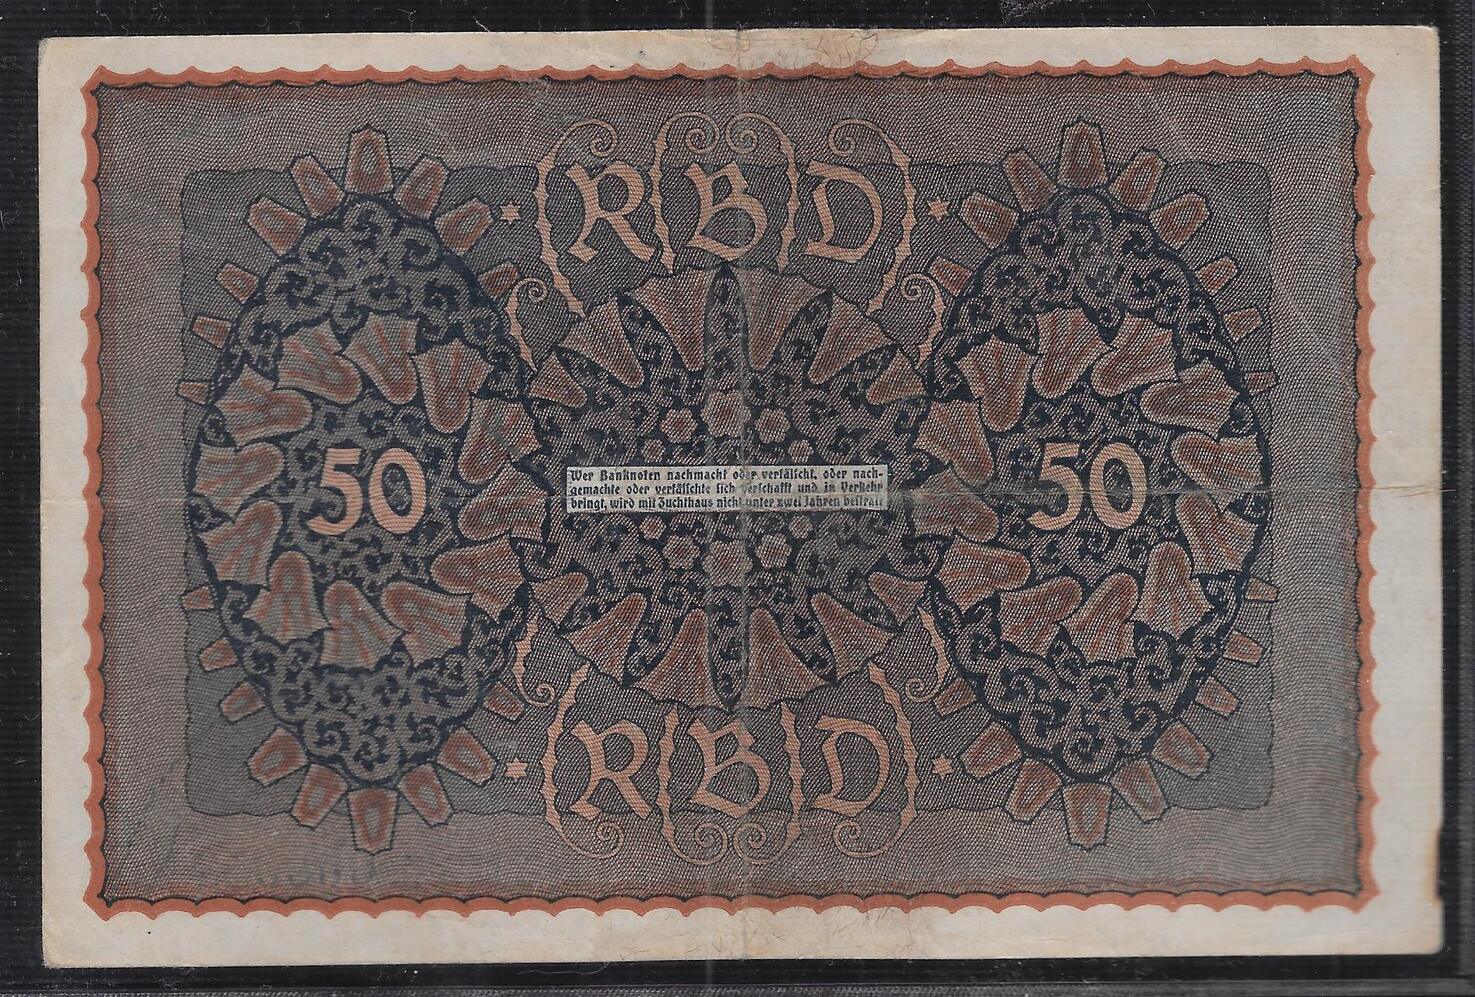 RBD
50
50
Wer Banknoten nachmacht oder verfälscht, oder nach-
gemachte oder verfälschte sich verschafft und in Verkehr
bringt, wird mit Zuchthaus nicht unter zwei Jahren bestraft
RBD